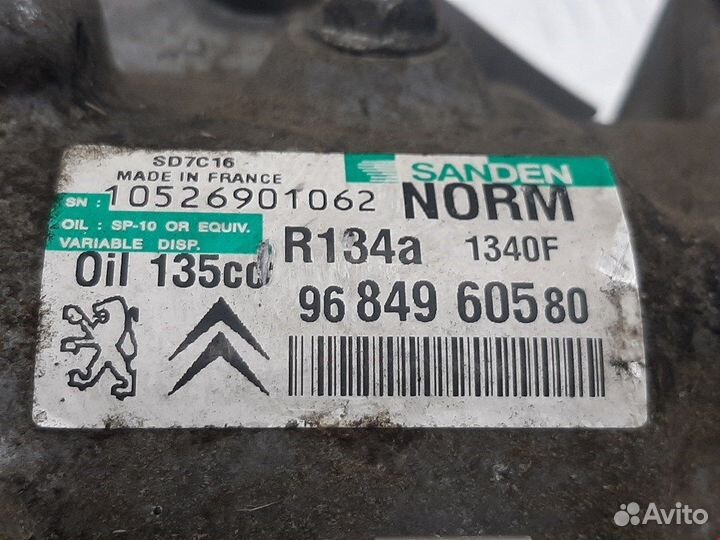 SD7C16
MADE IN FRANCE
SANDEN
SN : 10526901062
NORM
OIL : SP-10 OR EQUIV.
VARIABLE DISP.
R134a 1340F
Oil 135cc
96 849 605 80
Avito